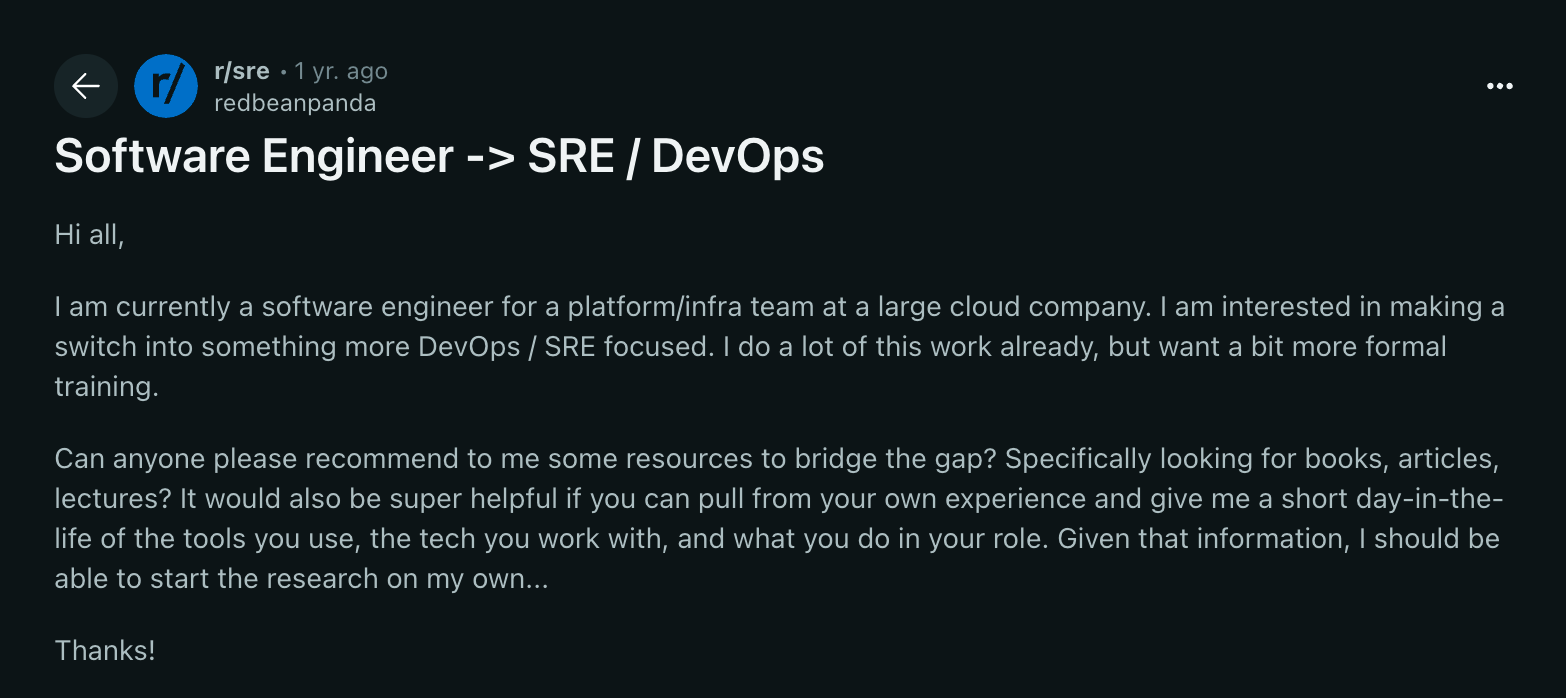 r/
r/sre • 1 yr. ago
redbeanpanda
Software Engineer -> SRE / DevOps
Hi all,
I am currently a software engineer for a platform/infra team at a large cloud company. I am interested in making a
switch into something more DevOps / SRE focused. I do a lot of this work already, but want a bit more formal
training.
Can anyone please recommend to me some resources to bridge the gap? Specifically looking for books, articles,
lectures? It would also be super helpful if you can pull from your own experience and give me a short day-in-the-
life of the tools you use, the tech you work with, and what you do in your role. Given that information, I should be
able to start the research on my own...
Thanks!